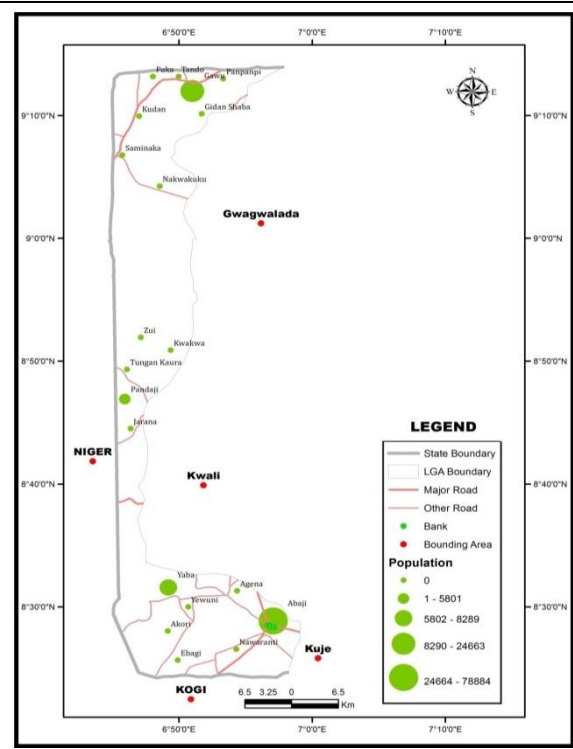 6°50'0"E 7°0'0"E 7°10'0"E
Fuka Tando Panpanpi
Gawu
N
W E
S
9°10'0"N 9°10'0"N
Kudan Gidan Shaba
Saminaka
Nakwakuku
Gwagwalada
9°0'0"N 9°0'0"N
Zui
Kwakwa
8°50'0"N 8°50'0"N
Tungan Kaura
Pandaji
Jarana
NIGER
Kwali
8°40'0"N 8°40'0"N
Yaba
Agena
Yewuni Abaji
8°30'0"N 8°30'0"N
Akori
Nawaranti
Ebagi
Kuje
KOGI
6.5 3.25 0 6.5
Km
LEGEND
State Boundary
LGA Boundary
Major Road
Other Road
Bank
Bounding Area
Population
0
1 - 5801
5802 - 8289
8290 - 24663
24664 - 78884
6°50'0"E 7°0'0"E 7°10'0"E